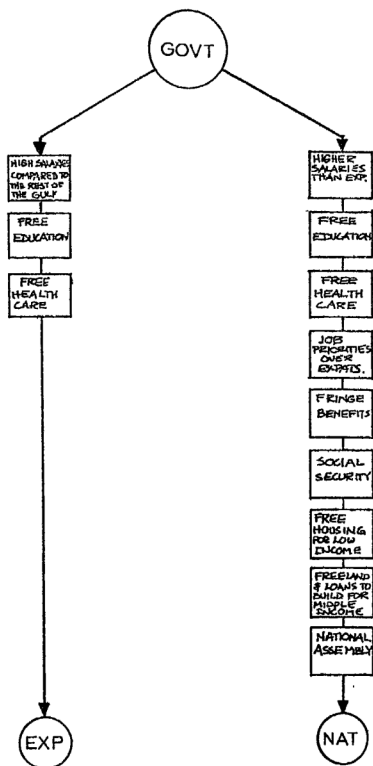 GOVT
HIGH SALARIES
COMPARED TO
THE REST OF
THE GULF
FREE
EDUCATION
FREE
HEALTH
CARE
EXP
HIGHER
SALARIES
THAN EXP.
FREE
EDUCATION
FREE
HEALTH
CARE
JOB
PRIORITIES
OVER
EXPATS.
FRINGE
BENEFITS
SOCIAL
SECURITY
FREE
HOUSING
FOR LOW
INCOME
FREE LAND
& LOANS TO
BUILD FOR
MIDDLE
INCOME
NATIONAL
ASSEMBLY
NAT